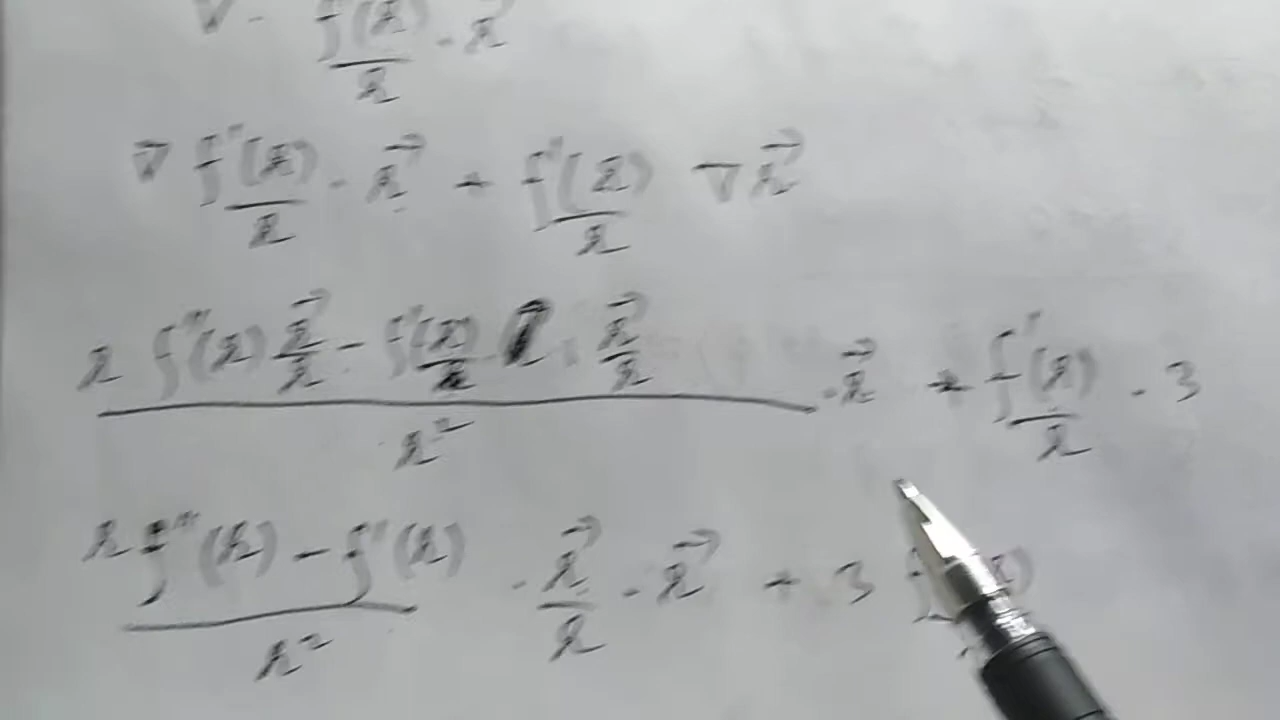 ∇ · f'(r)/r · r⃗
∇ f'(r)/r · r⃗ + f'(r)/r ∇ r⃗
(r f''(r) r⃗/r - f'(r) · r⃗/r)/r² · r⃗ + f'(r)/r · 3
(r f''(r) - f'(r))/r² · r⃗/r · r⃗ + 3